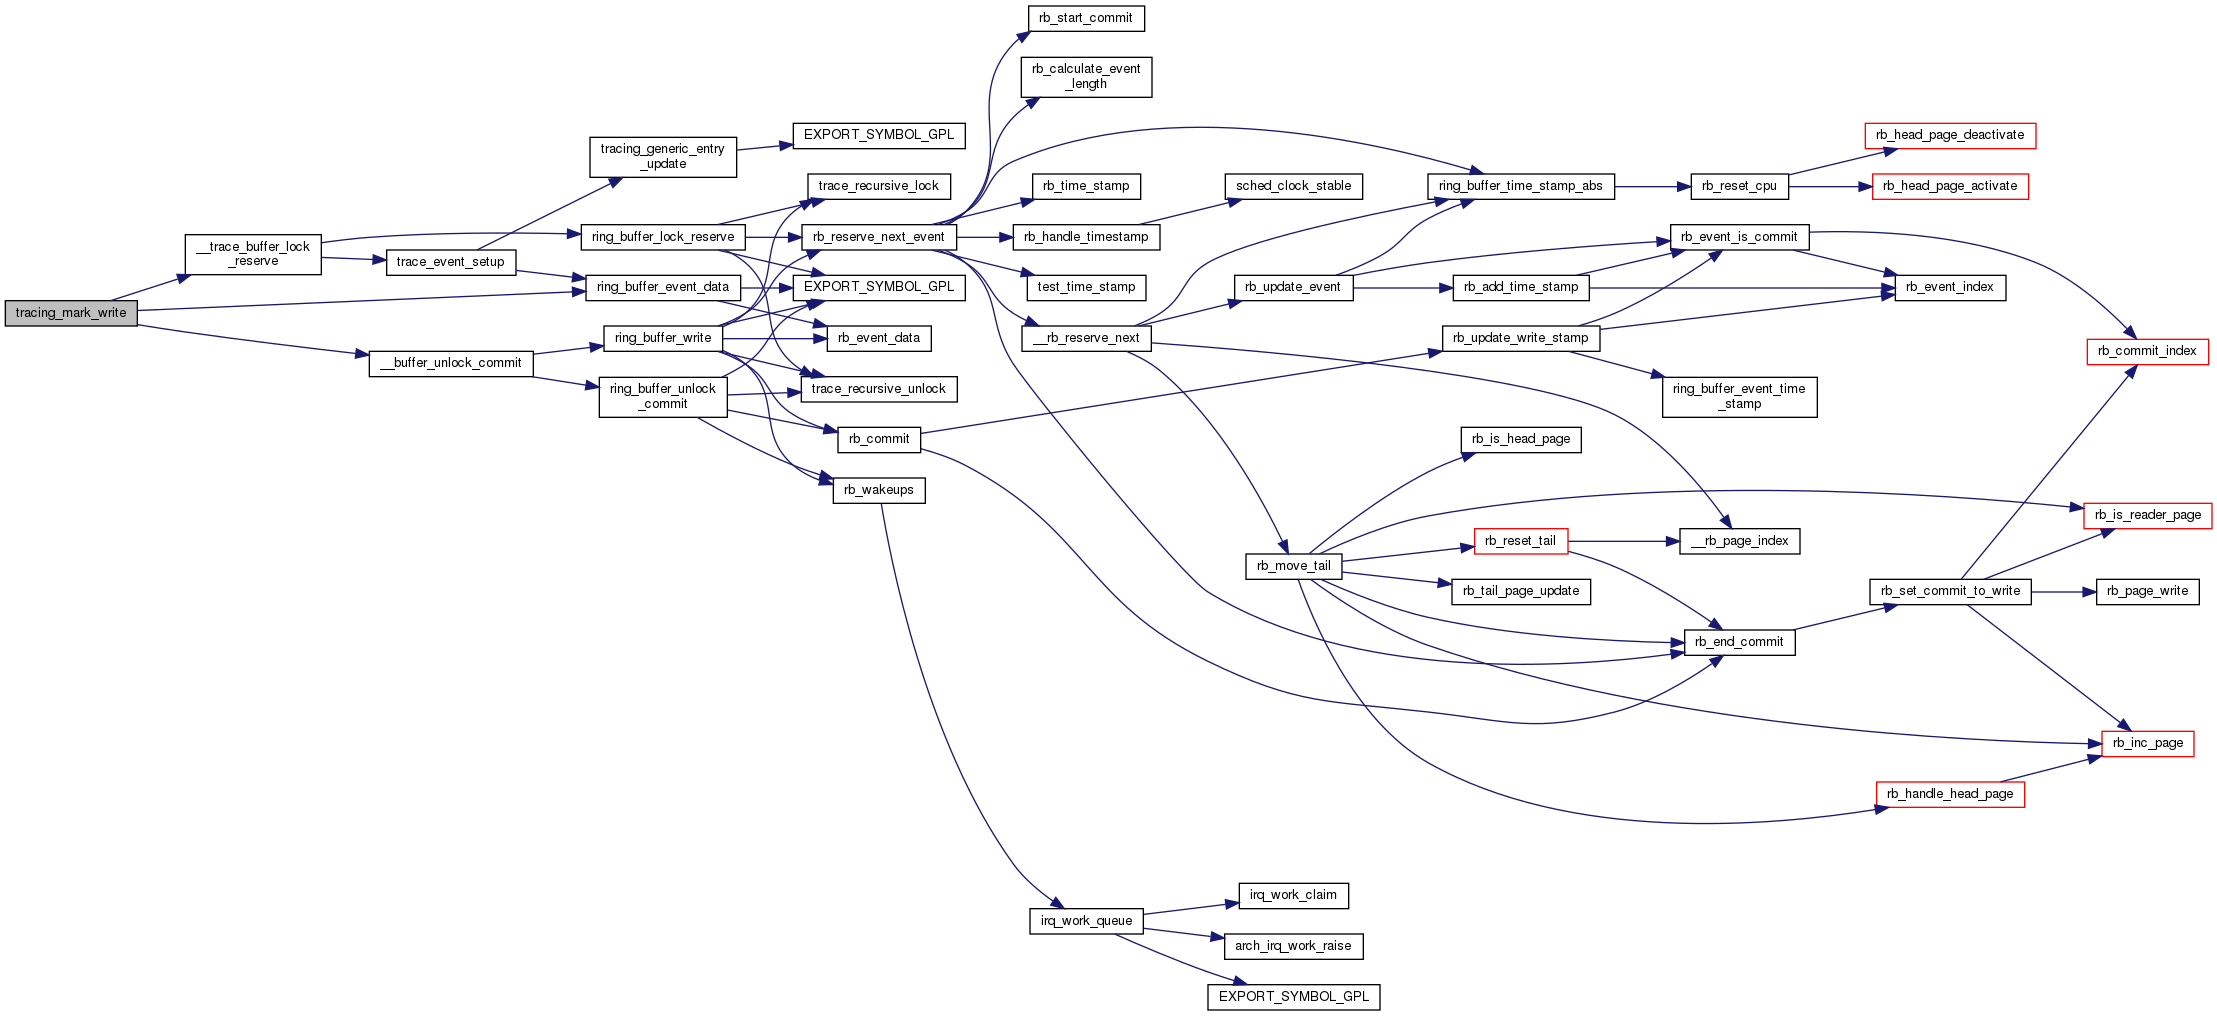 tracing_mark_write
__trace_buffer_lock
_reserve
trace_event_setup
__buffer_unlock_commit
tracing_generic_entry
_update
ring_buffer_lock_reserve
ring_buffer_event_data
ring_buffer_write
ring_buffer_unlock
_commit
EXPORT_SYMBOL_GPL
trace_recursive_lock
rb_reserve_next_event
EXPORT_SYMBOL_GPL
rb_event_data
trace_recursive_unlock
rb_commit
rb_wakeups
rb_start_commit
rb_calculate_event
_length
rb_time_stamp
rb_handle_timestamp
test_time_stamp
__rb_reserve_next
irq_work_queue
sched_clock_stable
rb_update_event
rb_move_tail
irq_work_claim
arch_irq_work_raise
EXPORT_SYMBOL_GPL
ring_buffer_time_stamp_abs
rb_add_time_stamp
rb_update_write_stamp
rb_is_head_page
rb_reset_tail
rb_tail_page_update
rb_reset_cpu
rb_event_is_commit
ring_buffer_event_time
_stamp
__rb_page_index
rb_end_commit
rb_head_page_deactivate
rb_head_page_activate
rb_event_index
rb_set_commit_to_write
rb_handle_head_page
rb_commit_index
rb_is_reader_page
rb_page_write
rb_inc_page